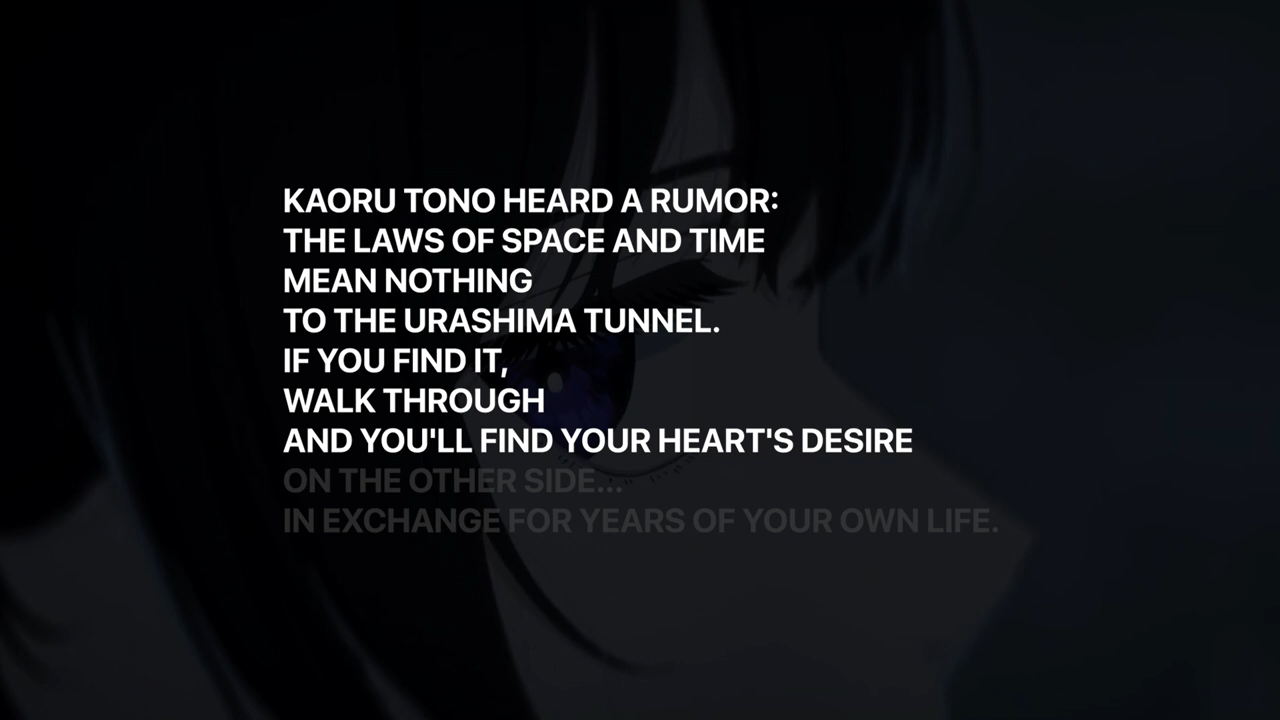 KAORU TONO HEARD A RUMOR:
THE LAWS OF SPACE AND TIME
MEAN NOTHING
TO THE URASHIMA TUNNEL.
IF YOU FIND IT,
WALK THROUGH
AND YOU'LL FIND YOUR HEART'S DESIRE
ON THE OTHER SIDE...
IN EXCHANGE FOR YEARS OF YOUR OWN LIFE.